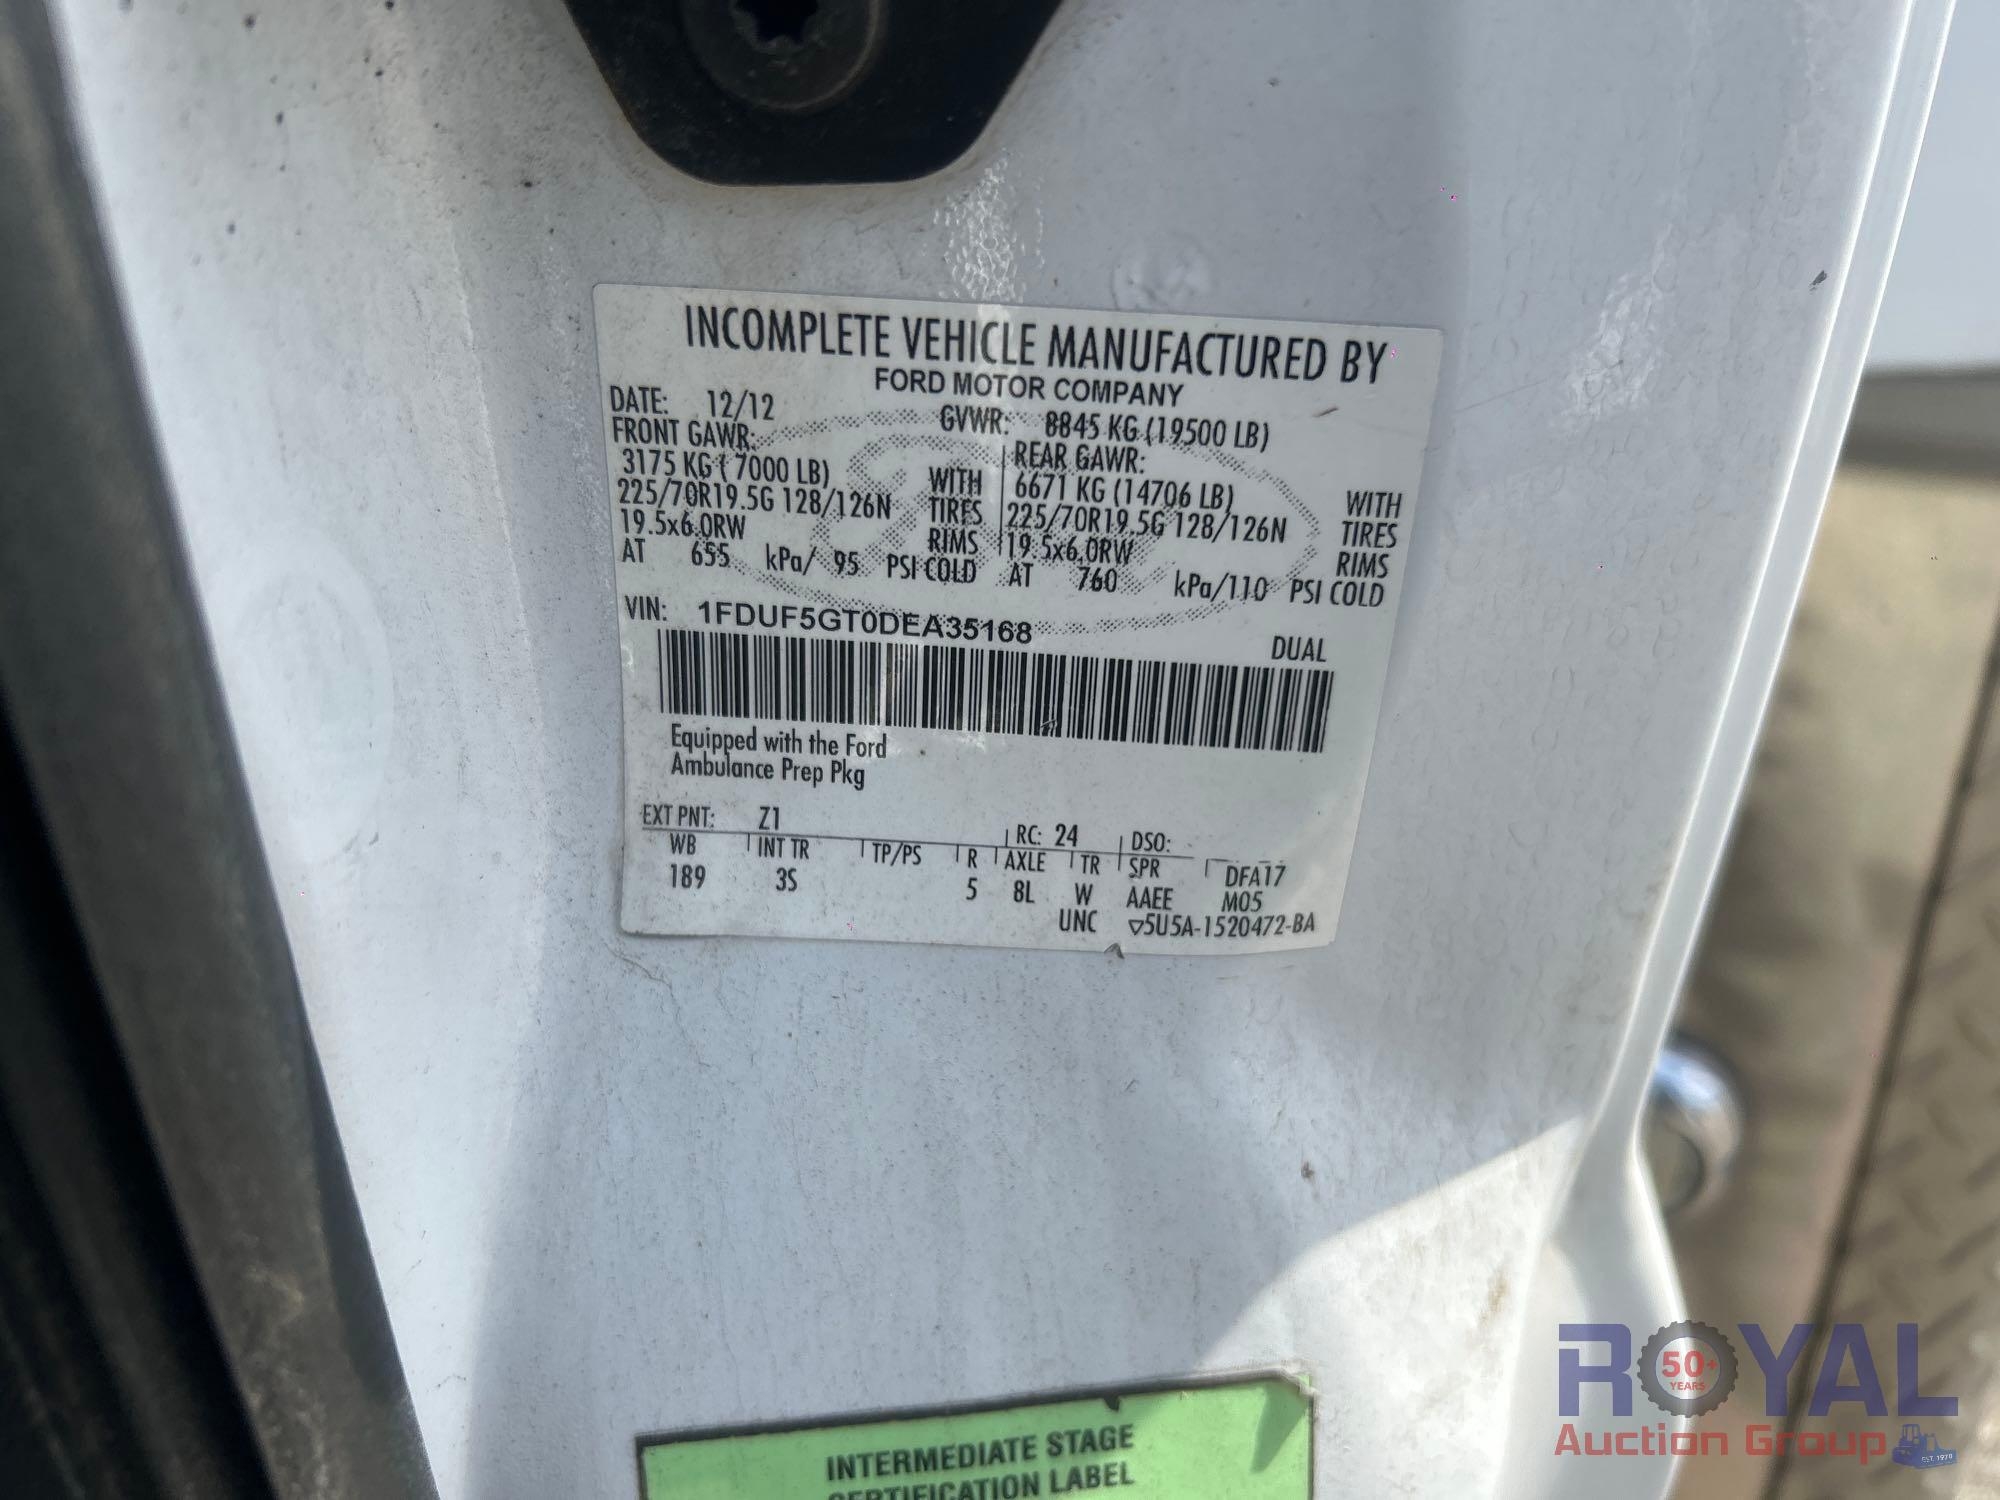 INCOMPLETE VEHICLE MANUFACTURED BY
FORD MOTOR COMPANY
DATE: 12/12 GVWR: 8845 KG (19500 LB)
FRONT GAWR: REAR GAWR:
3175 KG ( 7000 LB) WITH 6671 KG (14706 LB) WITH
225/70R19.5G 128/126N TIRES 225/70R19.5G 128/126N TIRES
19.5x6.0RW RIMS 19.5x6.0RW RIMS
AT 655 kPa/ 95 PSI COLD AT 760 kPa/110 PSI COLD
VIN: 1FDUF5GT0DEA35168
DUAL
Equipped with the Ford
Ambulance Prep Pkg
EXT PNT: Z1 RC: 24 DSO:
WB INT TR TP/PS R AXLE TR SPR DFA17
189 3S 5 8L W AAEE M05
UNC ▽5U5A-1520472-BA
INTERMEDIATE STAGE
CERTIFICATION LABEL
ROYAL
50+
YEARS
Auction Group
EST. 1970